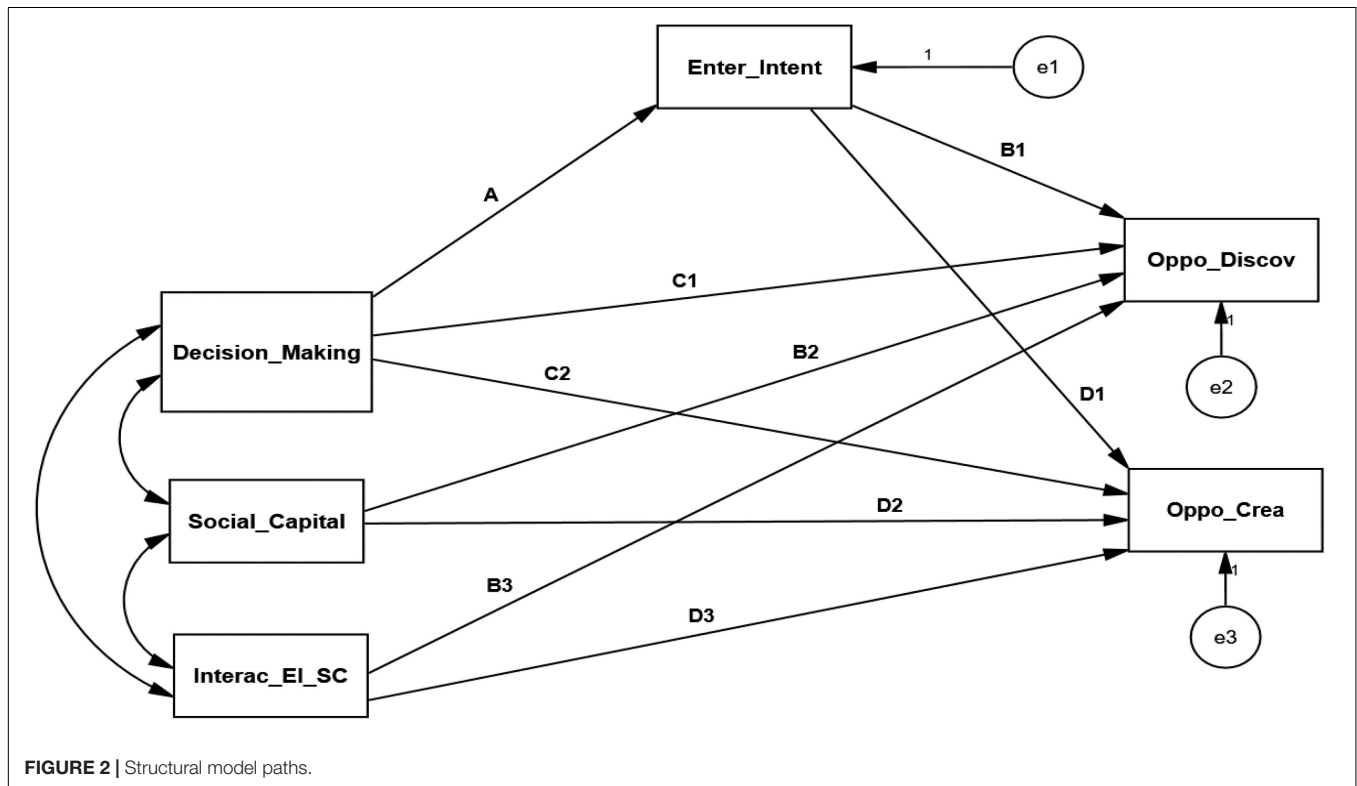 Enter_Intent
1
e1
B1
A
Oppo_Discov
C1
Decision_Making
B2
1
C2
e2
D1
Social_Capital
D2
Oppo_Crea
B3
1
D3
e3
Interac_EI_SC
FIGURE 2 | Structural model paths.